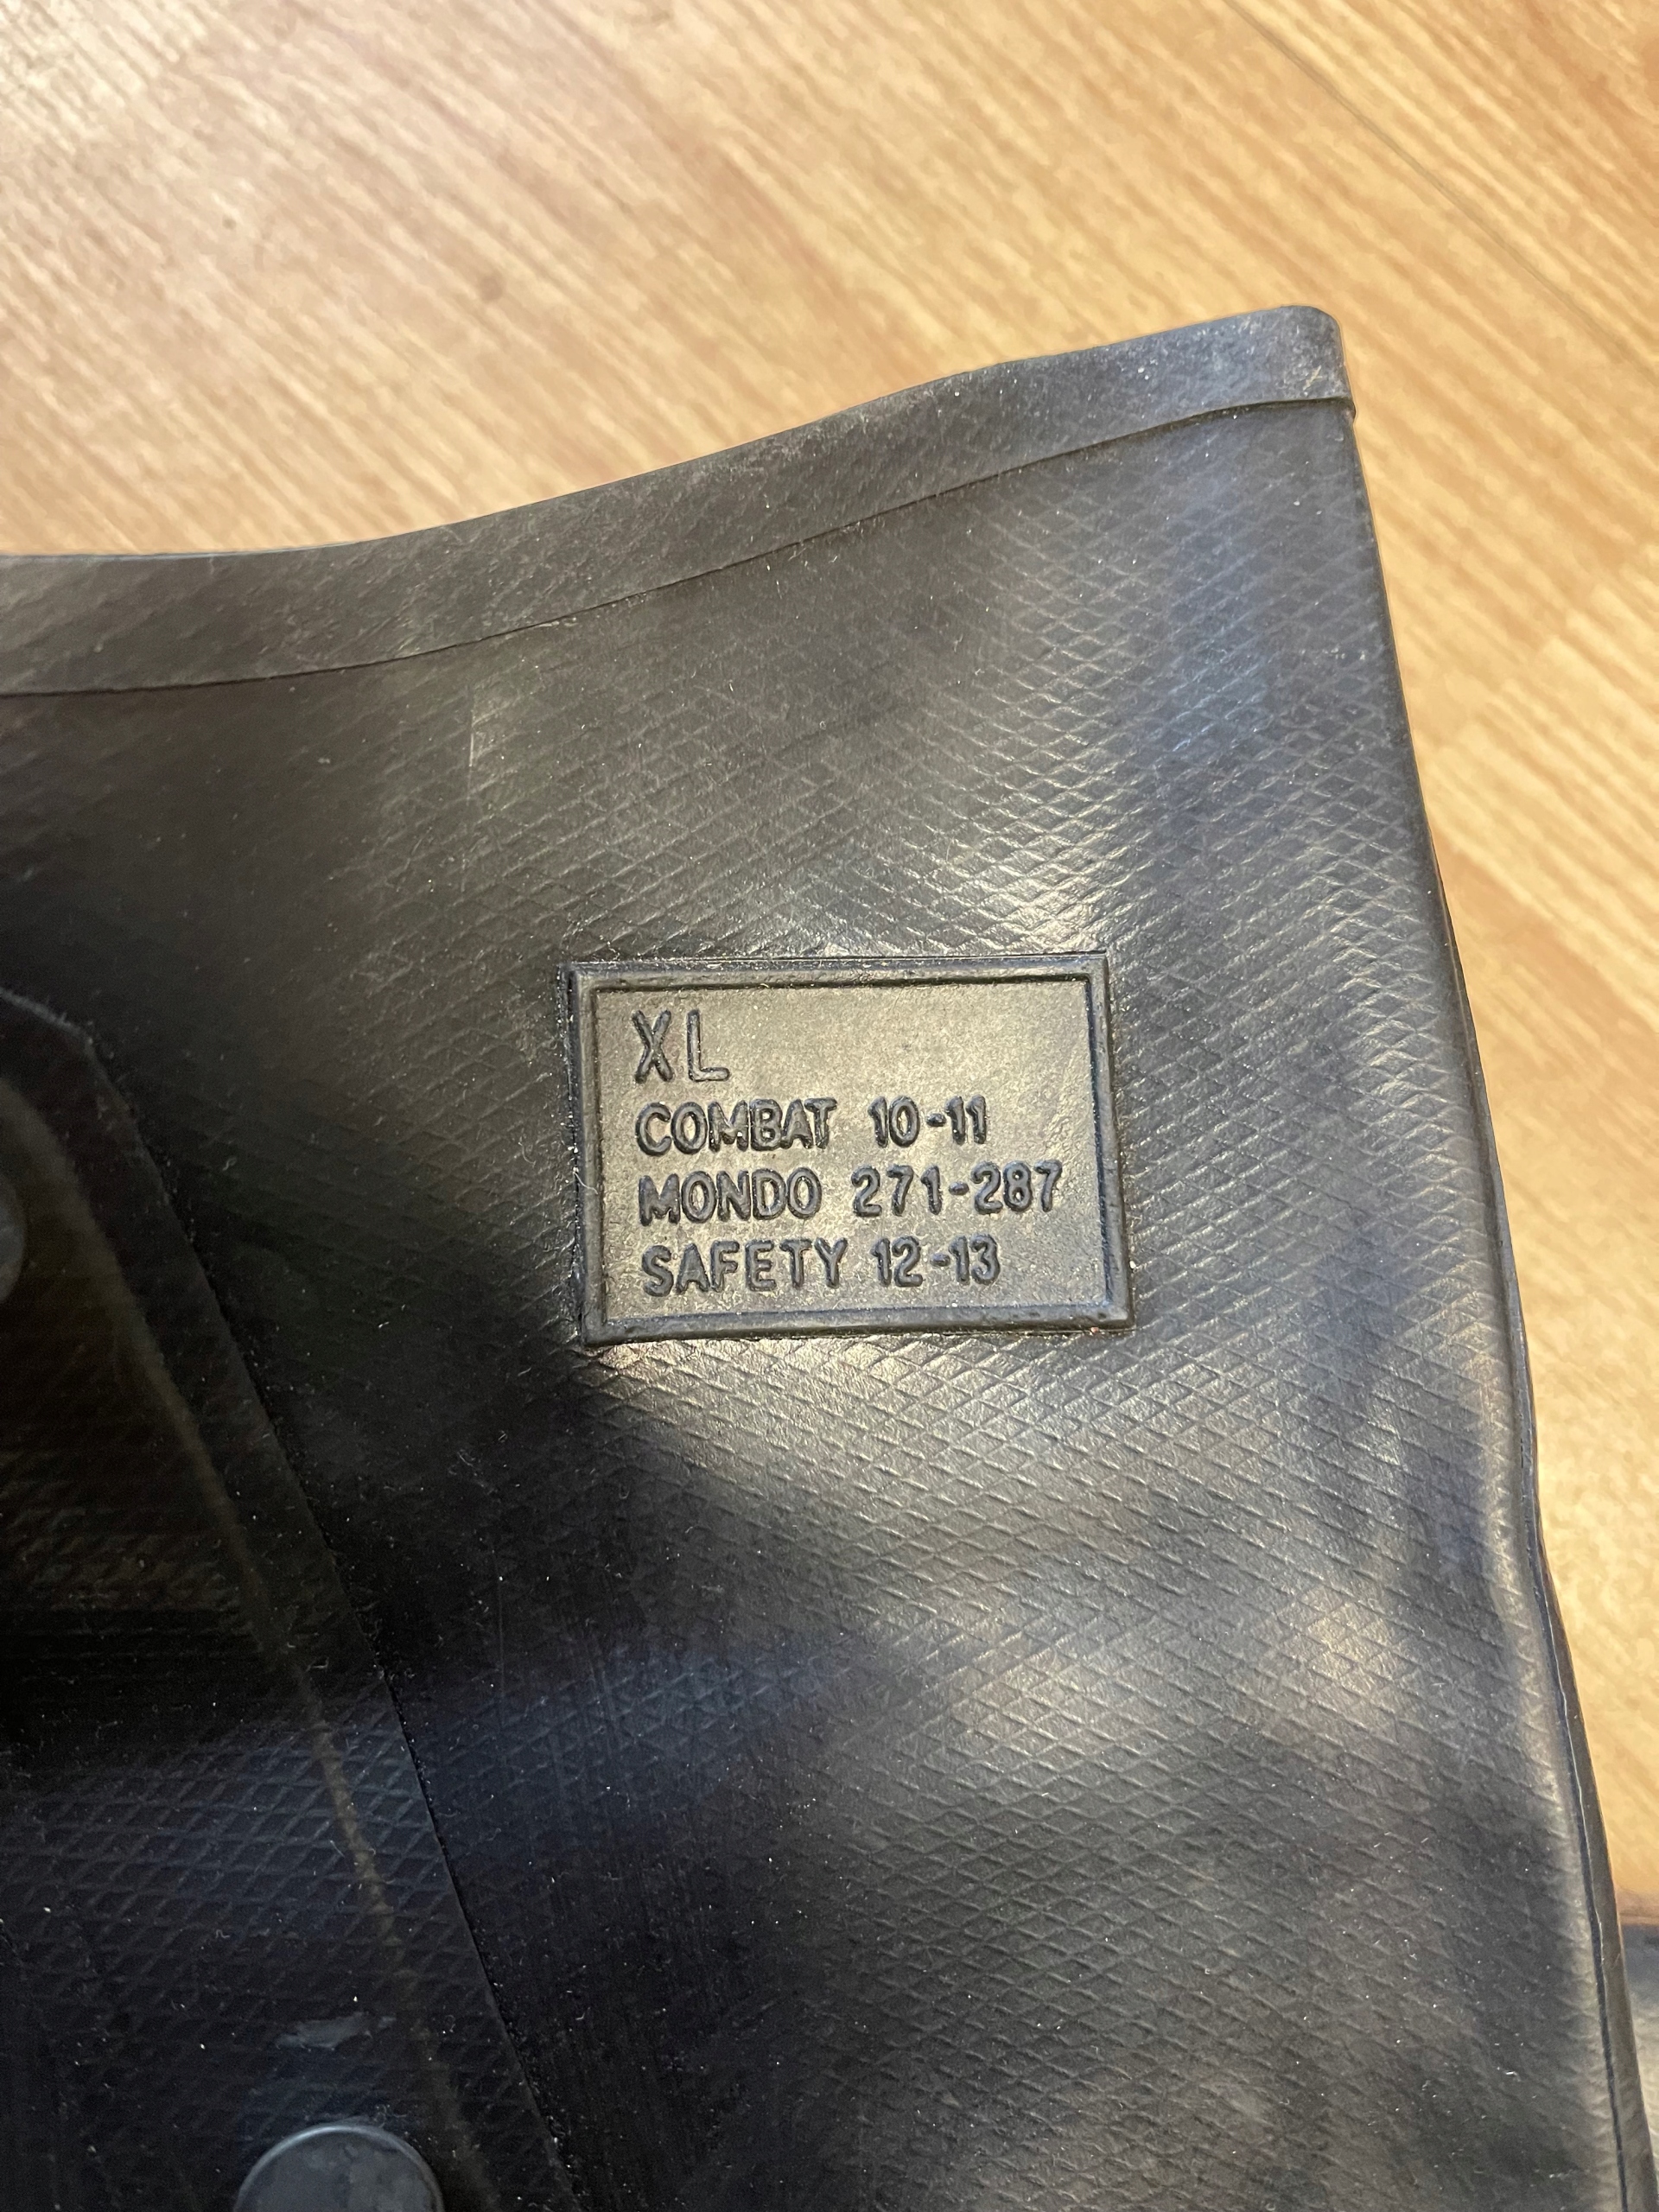 XL
COMBAT 10-11
MONDO 271-287
SAFETY 12-13